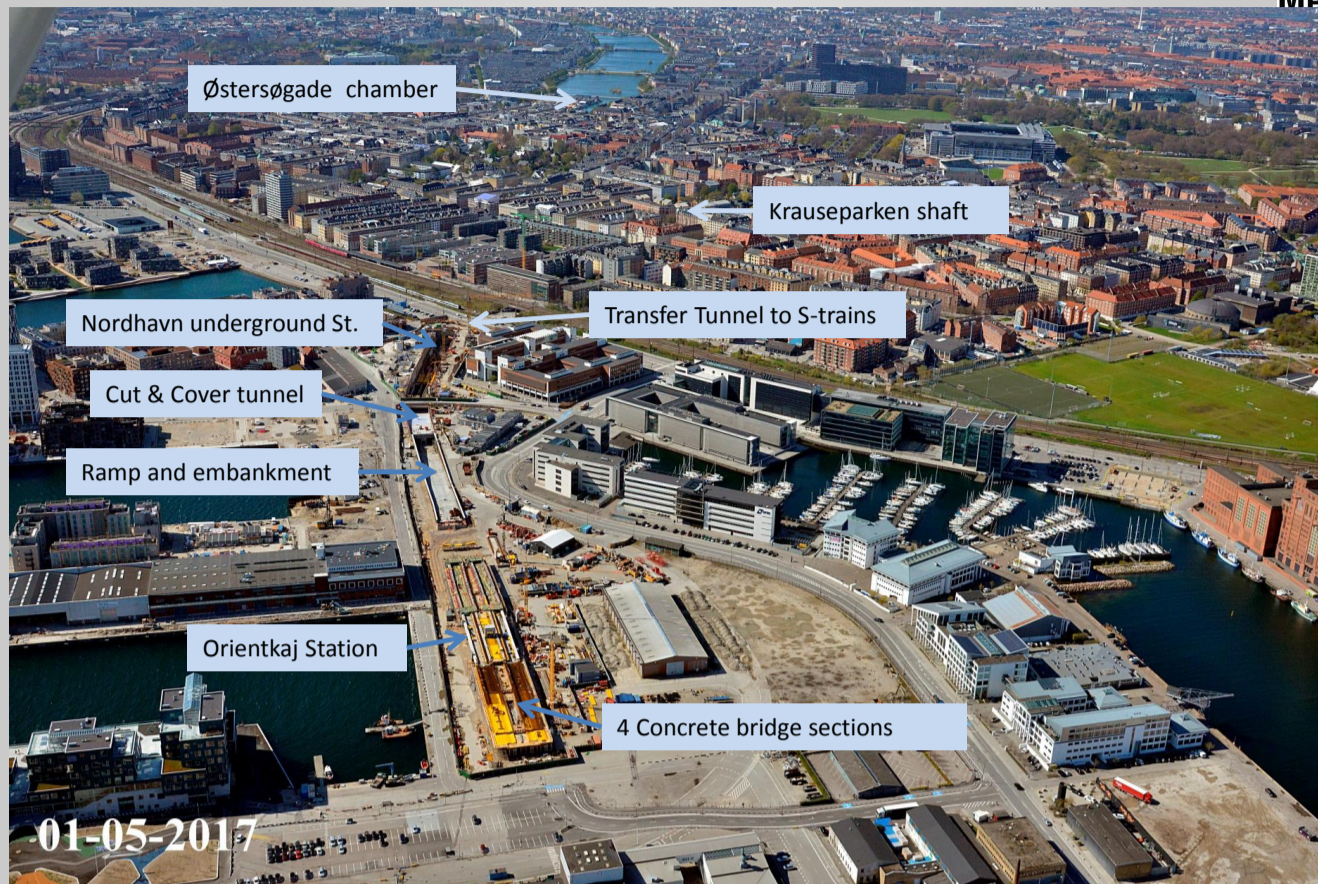 Østersøgade chamber
Krauseparken shaft
Nordhavn underground St.
Transfer Tunnel to S-trains
Cut & Cover tunnel
Ramp and embankment
Orientkaj Station
4 Concrete bridge sections
01-05-2017